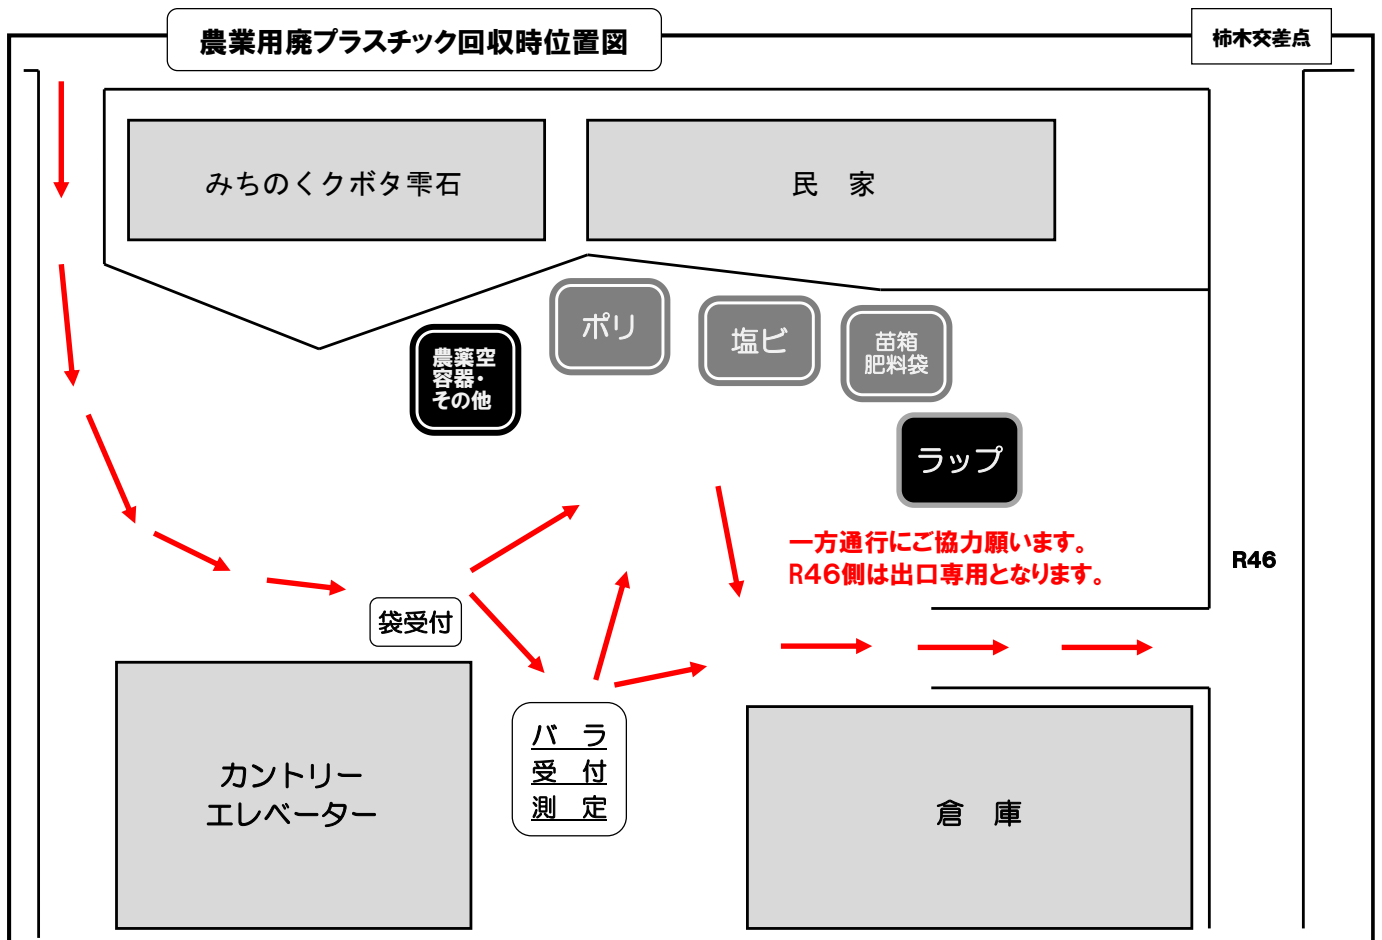 農業用廃プラスチック回収時位置図
柿木交差点
みちのくクボタ雫石
民　家
ポリ
塩ビ
苗箱
肥料袋
農薬空
容器・
その他
ラップ
一方通行にご協力願います。
R46側は出口専用となります。
R46
袋受付
バ　ラ
受　付
測　定
カントリー
エレベーター
倉　庫